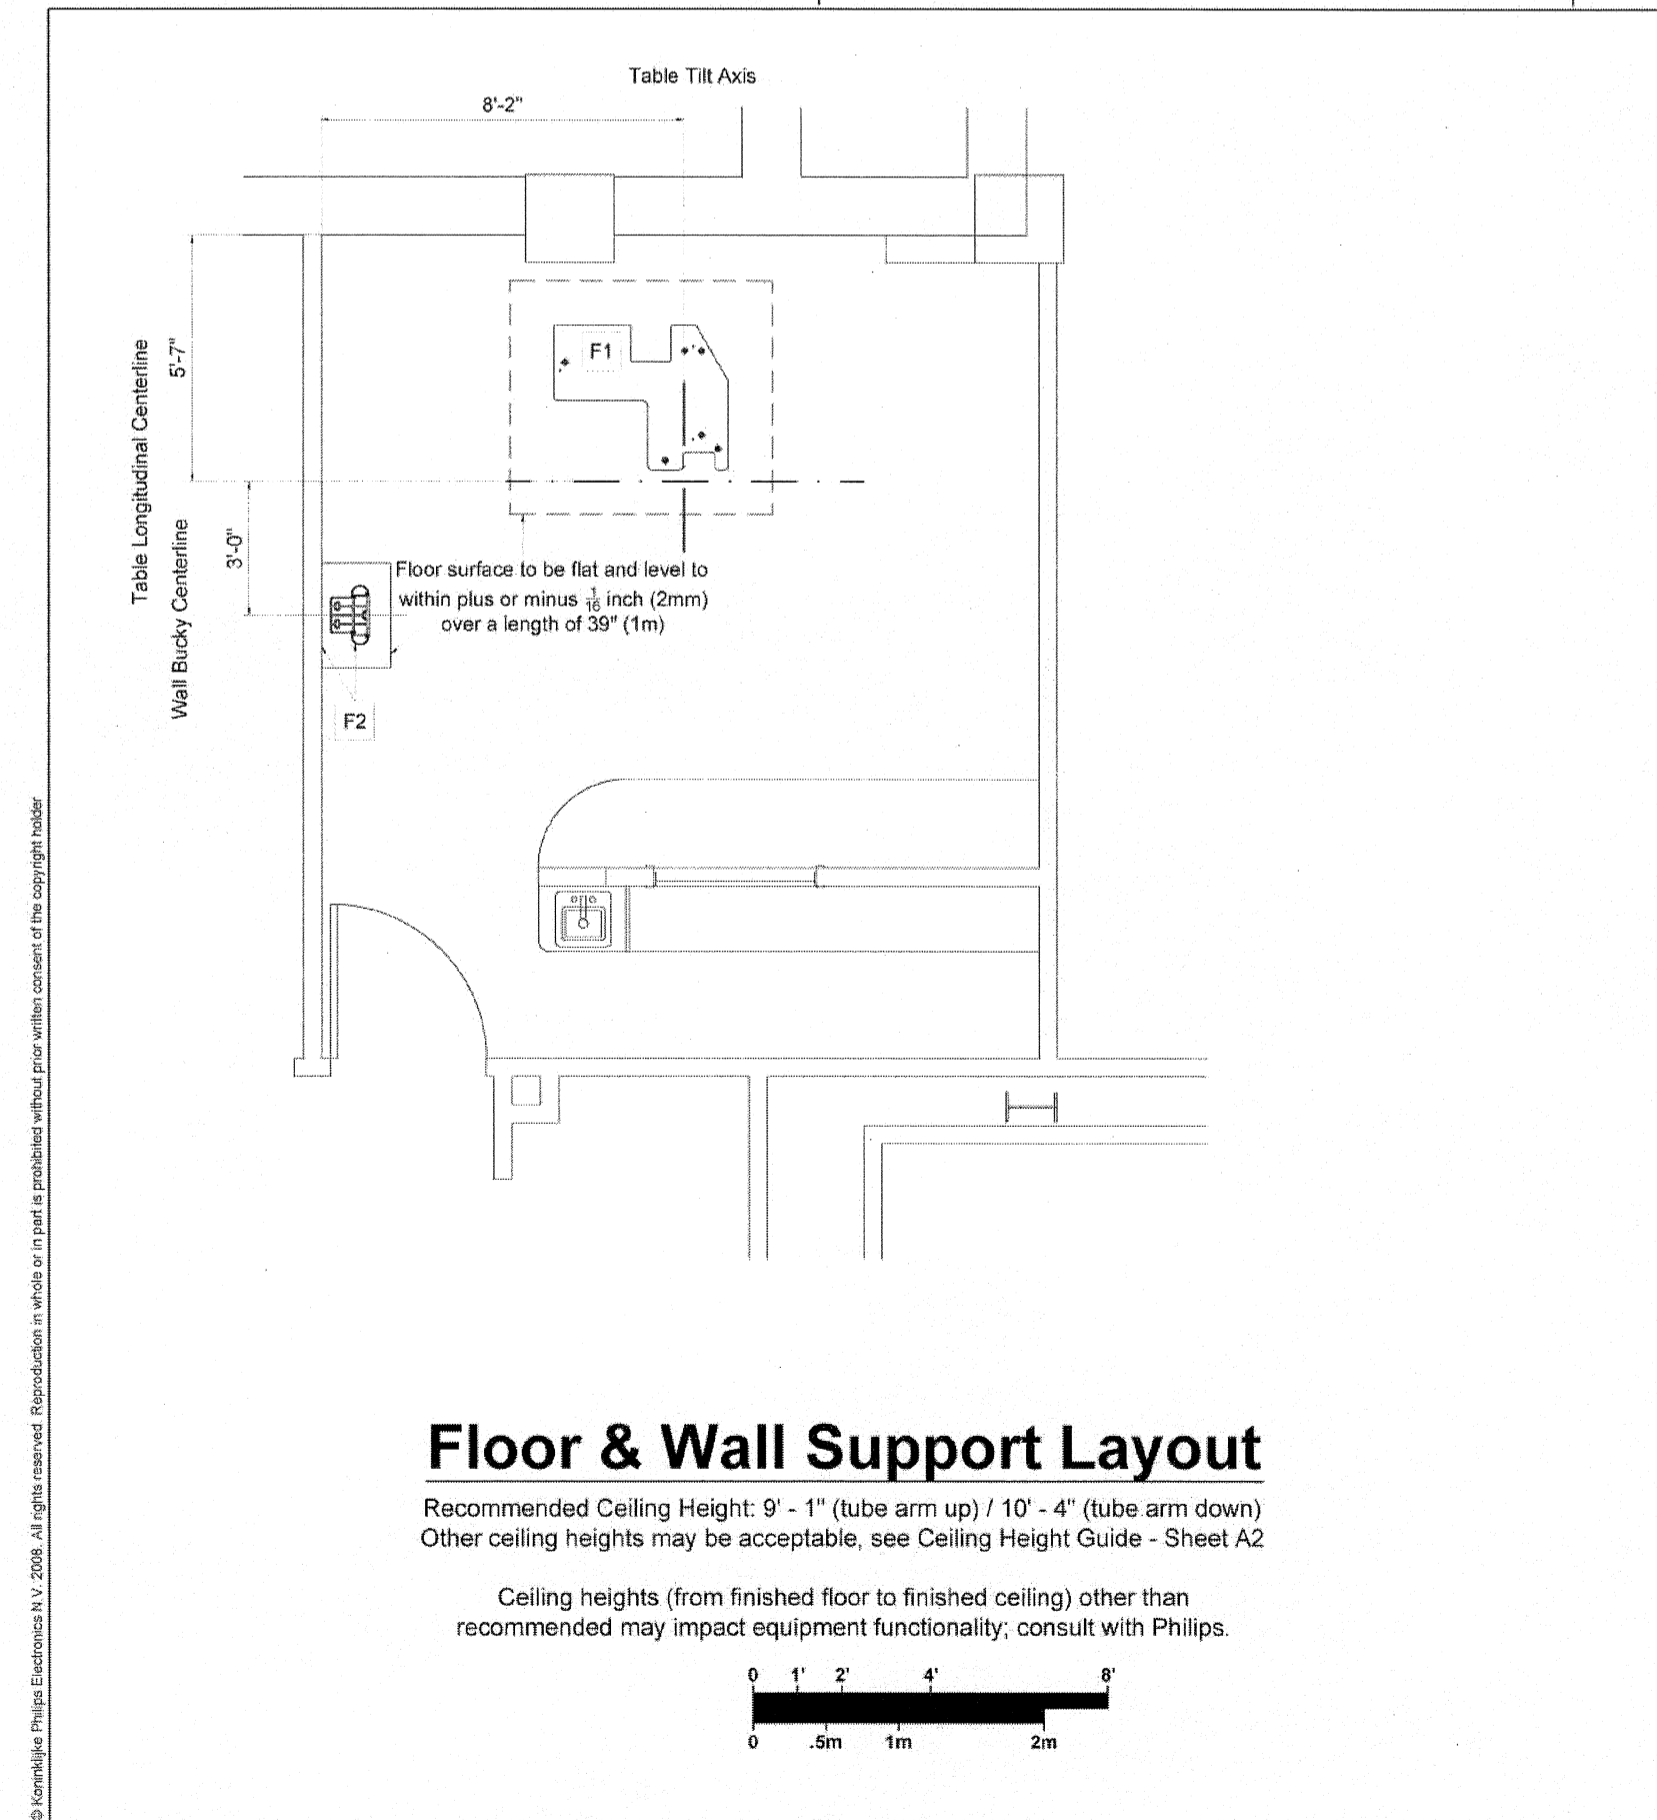 Table Tilt Axis
8'-2"
Table Longitudinal Centerline
5'-7"
Wall Bucky Centerline
3'-0"
F1
Floor surface to be flat and level to
within plus or minus 1/16 inch (2mm)
over a length of 39" (1m)
F2
Floor & Wall Support Layout
Recommended Ceiling Height: 9' - 1" (tube arm up) / 10' - 4" (tube arm down)
Other ceiling heights may be acceptable, see Ceiling Height Guide - Sheet A2
Ceiling heights (from finished floor to finished ceiling) other than
recommended may impact equipment functionality; consult with Philips.
0 1' 2' 4' 8'
0 .5m 1m 2m
© Koninklijke Philips Electronics N.V. 2008. All rights reserved. Reproduction in whole or in part is prohibited without prior written consent of the copyright holder